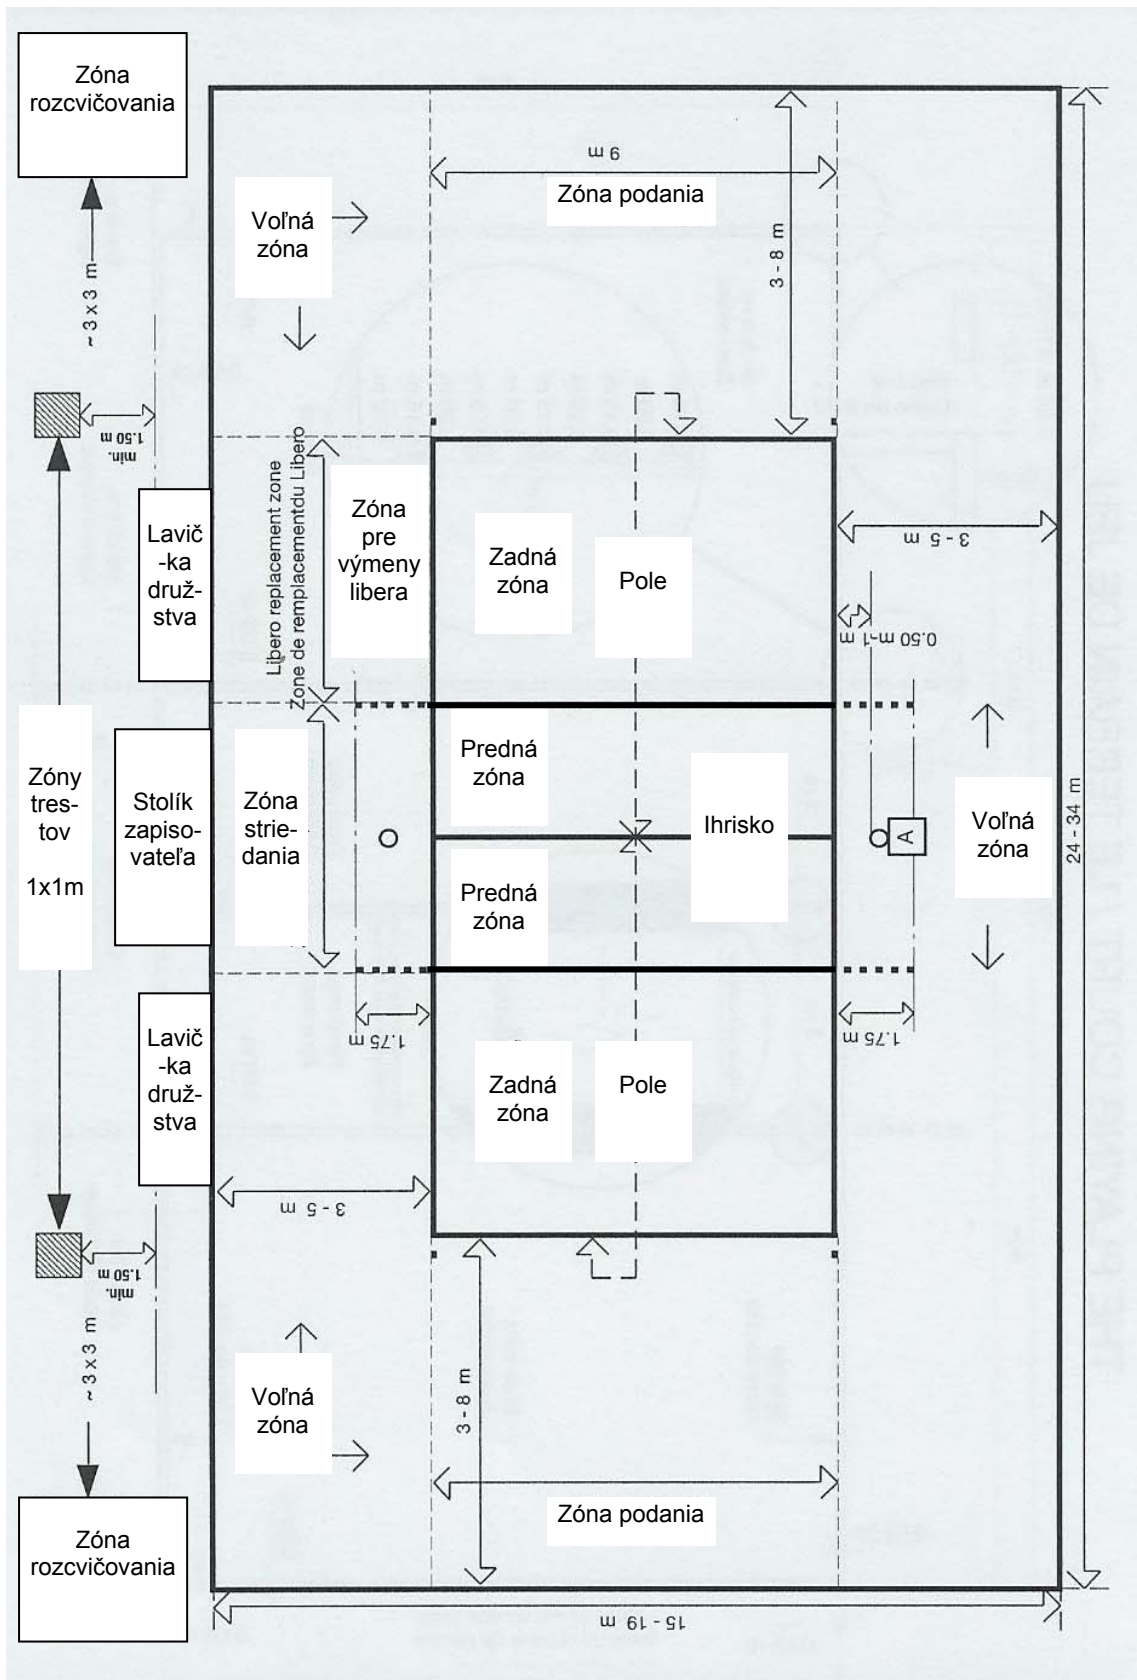 Zóna
rozcvičovania
~ 3 x 3 m
9 m
Zóna podania
3 - 8 m
Voľná
zóna
min.
1.50 m
Libero replacement zone
Zone de remplacementdu Libero
Lavič
-ka
druž-
stva
Zóna
pre
výmeny
libera
Zadná
zóna
Pole
3 - 5 m
0.50 m-1 m
Zóny
tres-
tov
1x1m
Stolík
zapiso-
vateľa
Zóna
strie-
dania
Predná
zóna
Predná
zóna
Ihrisko
A
Voľná
zóna
24 - 34 m
1.75 m
1.75 m
Lavič
-ka
druž-
stva
Zadná
zóna
Pole
3 - 5 m
min.
1.50 m
~ 3 x 3 m
Voľná
zóna
3 - 8 m
Zóna podania
Zóna
rozcvičovania
15 - 19 m